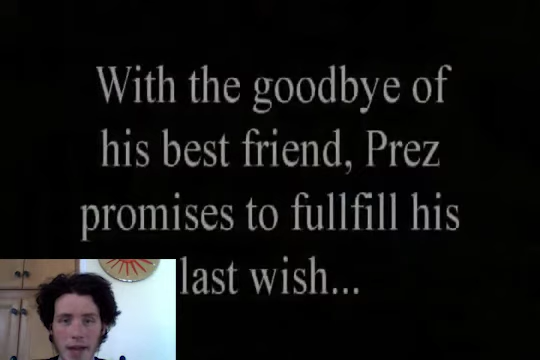 With the goodbye of
his best friend, Prez
promises to fullfill his
last wish...